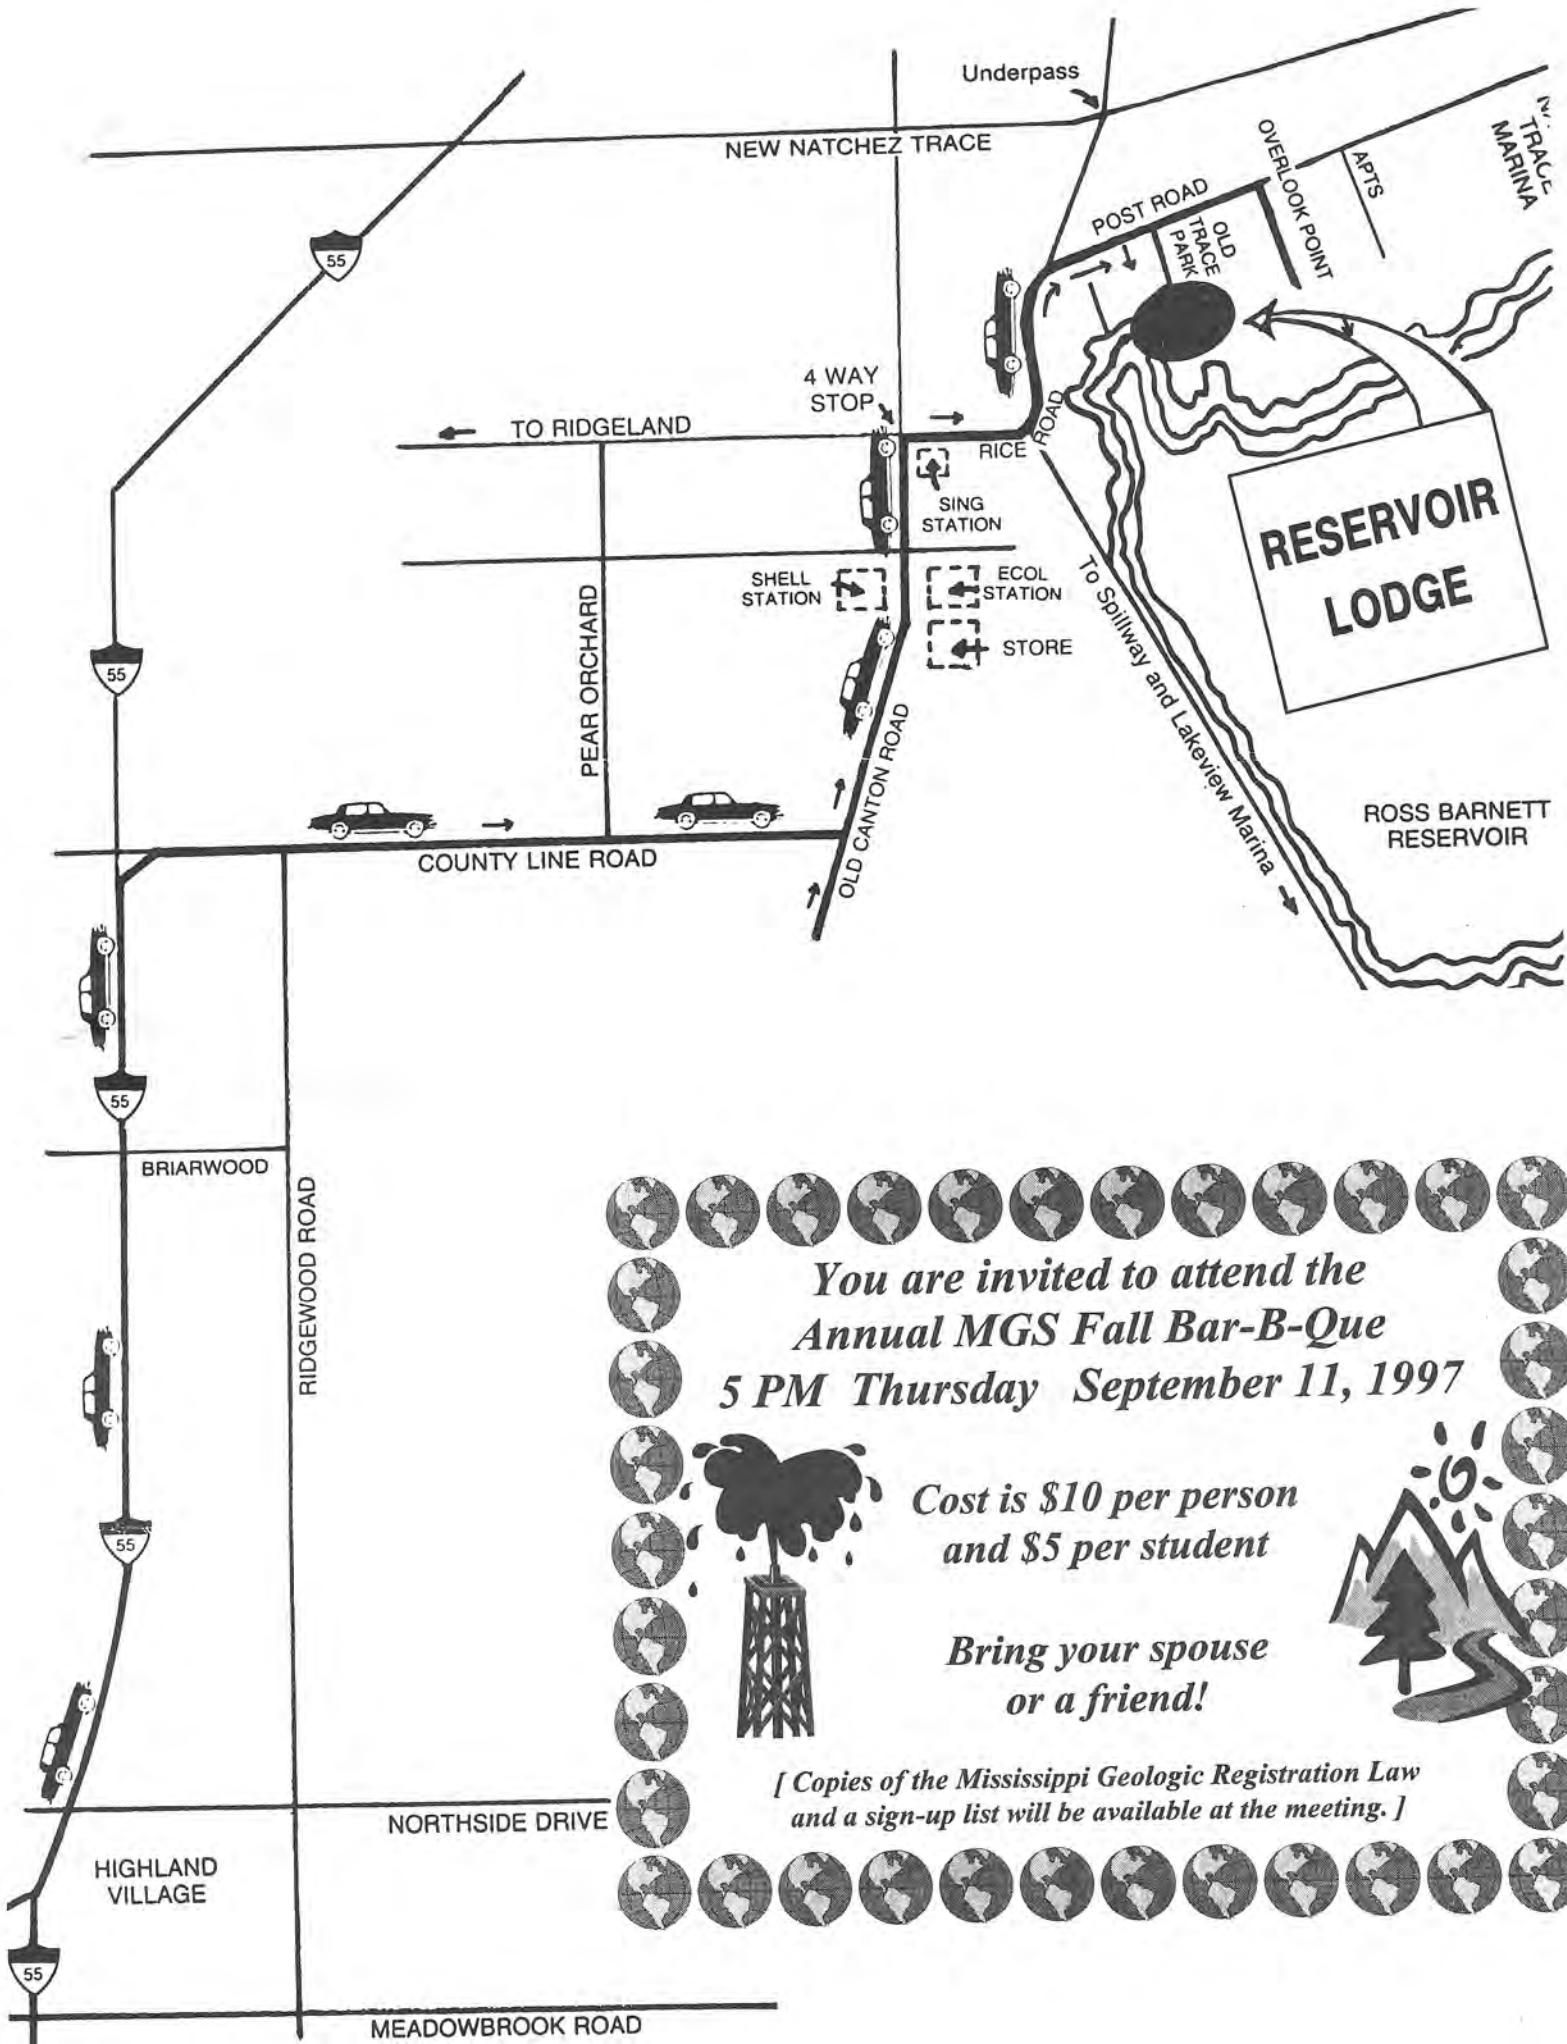 Underpass
NEW NATCHEZ TRACE
OVERLOOK POINT
APTS
TRACE
MARINA
POST ROAD
OLD
TRACE
PARK
55
4 WAY
STOP
TO RIDGELAND
RICE ROAD
SING
STATION
RESERVOIR
LODGE
SHELL
STATION
ECOL
STATION
STORE
55
PEAR ORCHARD
To Spillway and Lakeview Marina
OLD CANTON ROAD
ROSS BARNETT
RESERVOIR
COUNTY LINE ROAD
55
BRIARWOOD
RIDGEWOOD ROAD
You are invited to attend the
Annual MGS Fall Bar-B-Que
5 PM Thursday September 11, 1997
Cost is $10 per person
and $5 per student
55
Bring your spouse
or a friend!
[ Copies of the Mississippi Geologic Registration Law
and a sign-up list will be available at the meeting. ]
NORTHSIDE DRIVE
HIGHLAND
VILLAGE
55
MEADOWBROOK ROAD